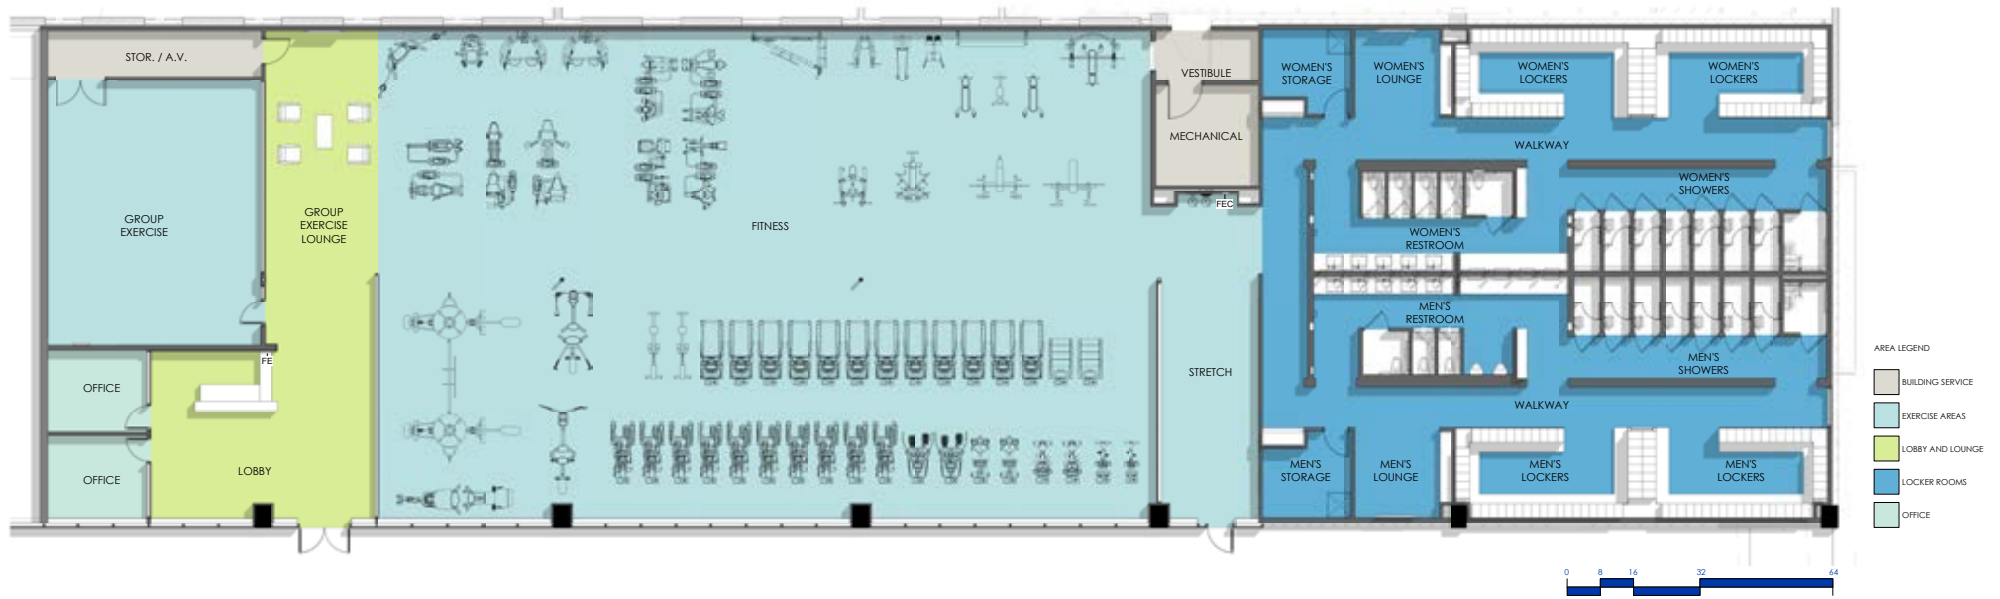 STOR. / A.V.
GROUP
EXERCISE
GROUP
EXERCISE
LOUNGE
FITNESS
VESTIBULE
MECHANICAL
FEC
WOMEN'S
STORAGE
WOMEN'S
LOUNGE
WOMEN'S
LOCKERS
WOMEN'S
LOCKERS
WALKWAY
WOMEN'S
SHOWERS
WOMEN'S
RESTROOM
MEN'S
RESTROOM
MEN'S
SHOWERS
WALKWAY
STRETCH
FE
OFFICE
OFFICE
LOBBY
MEN'S
STORAGE
MEN'S
LOUNGE
MEN'S
LOCKERS
MEN'S
LOCKERS
AREA LEGEND
BUILDING SERVICE
EXERCISE AREAS
LOBBY AND LOUNGE
LOCKER ROOMS
OFFICE
0 8 16 32 64